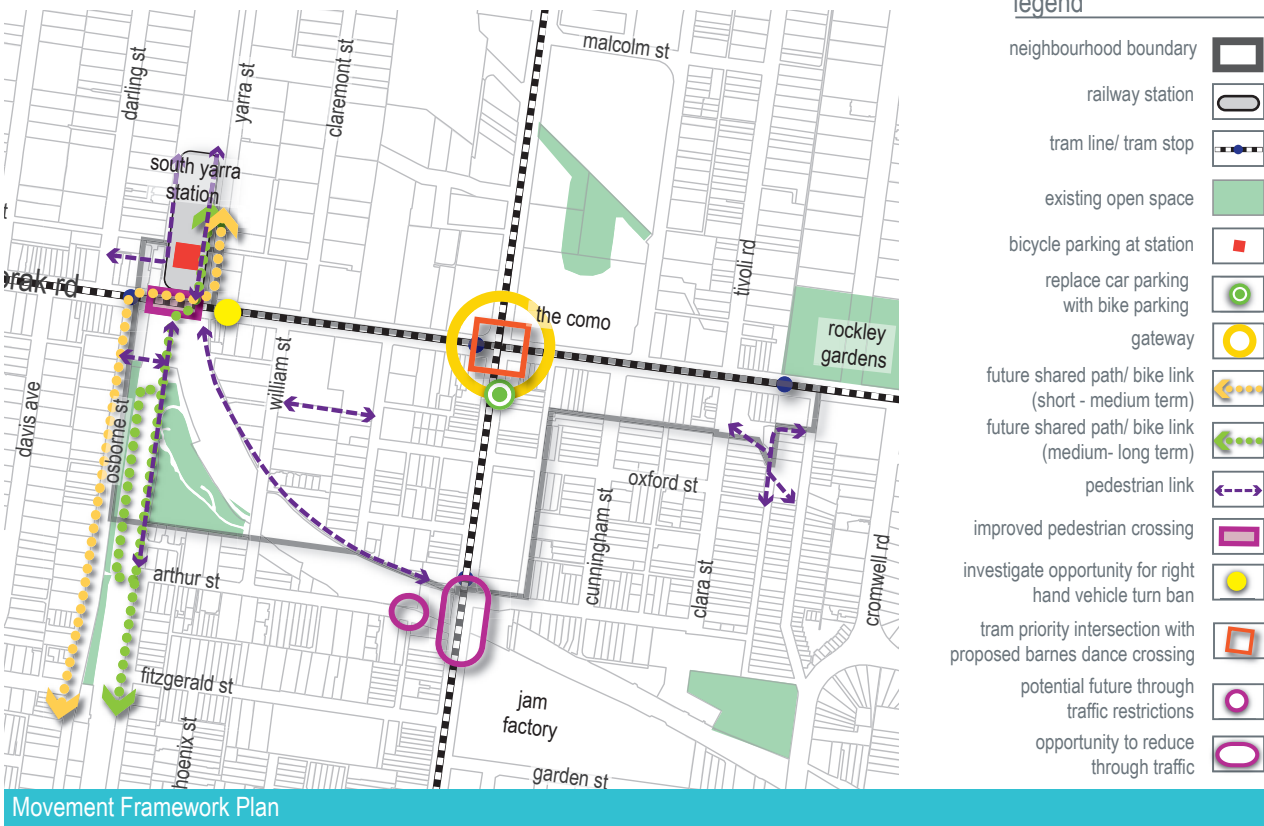 malcolm st
darling st
yarra st
claremont st
south yarra
station
rak rd
the como
tivoli rd
rockley
gardens
william st
davis ave
osborne st
oxford st
cunningham st
clara st
cromwell rd
arthur st
fitzgerald st
hoenix st
jam
factory
garden st
legend
neighbourhood boundary
railway station
tram line/ tram stop
existing open space
bicycle parking at station
replace car parking
with bike parking
gateway
future shared path/ bike link
(short - medium term)
future shared path/ bike link
(medium- long term)
pedestrian link
improved pedestrian crossing
investigate opportunity for right
hand vehicle turn ban
tram priority intersection with
proposed barnes dance crossing
potential future through
traffic restrictions
opportunity to reduce
through traffic
Movement Framework Plan